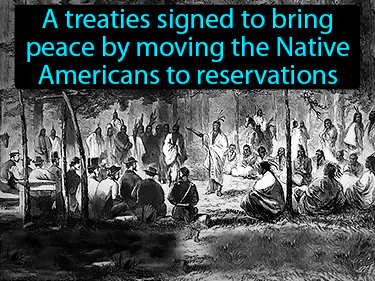 A treaties signed to bring
peace by moving the Native
Americans to reservations